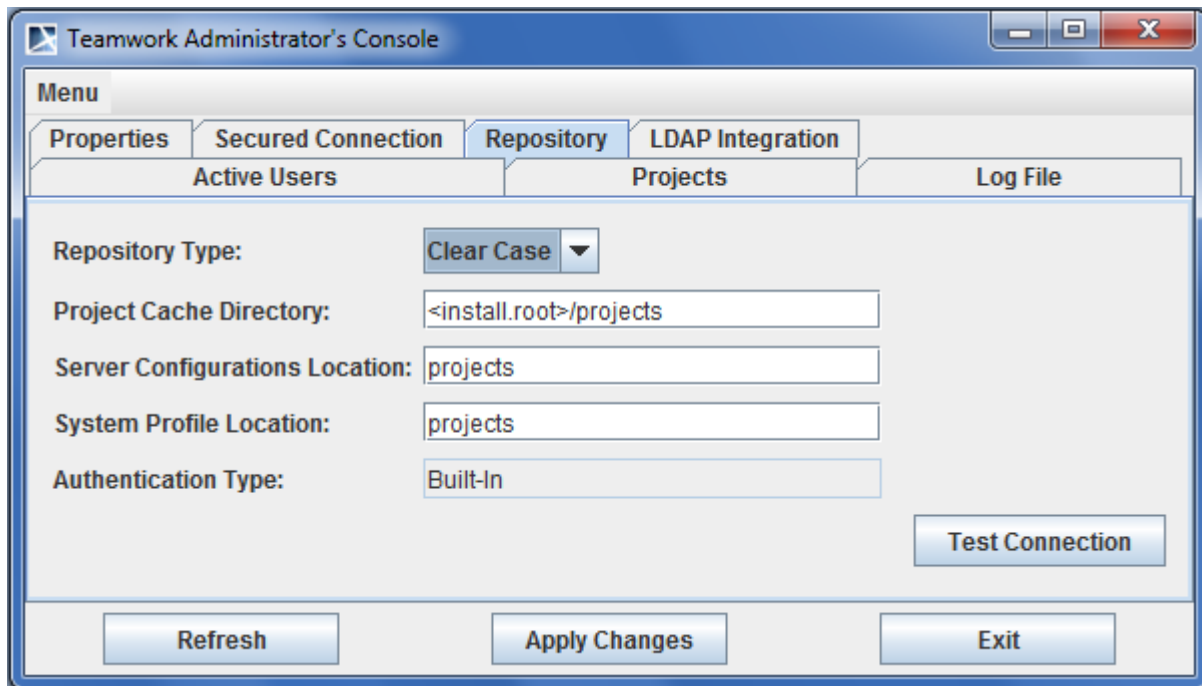 Teamwork Administrator's Console
Menu
Properties Secured Connection Repository LDAP Integration
Active Users Projects Log File
Repository Type: Clear Case
Project Cache Directory: <install.root>/projects
Server Configurations Location: projects
System Profile Location: projects
Authentication Type: Built-In
Test Connection
Refresh Apply Changes Exit